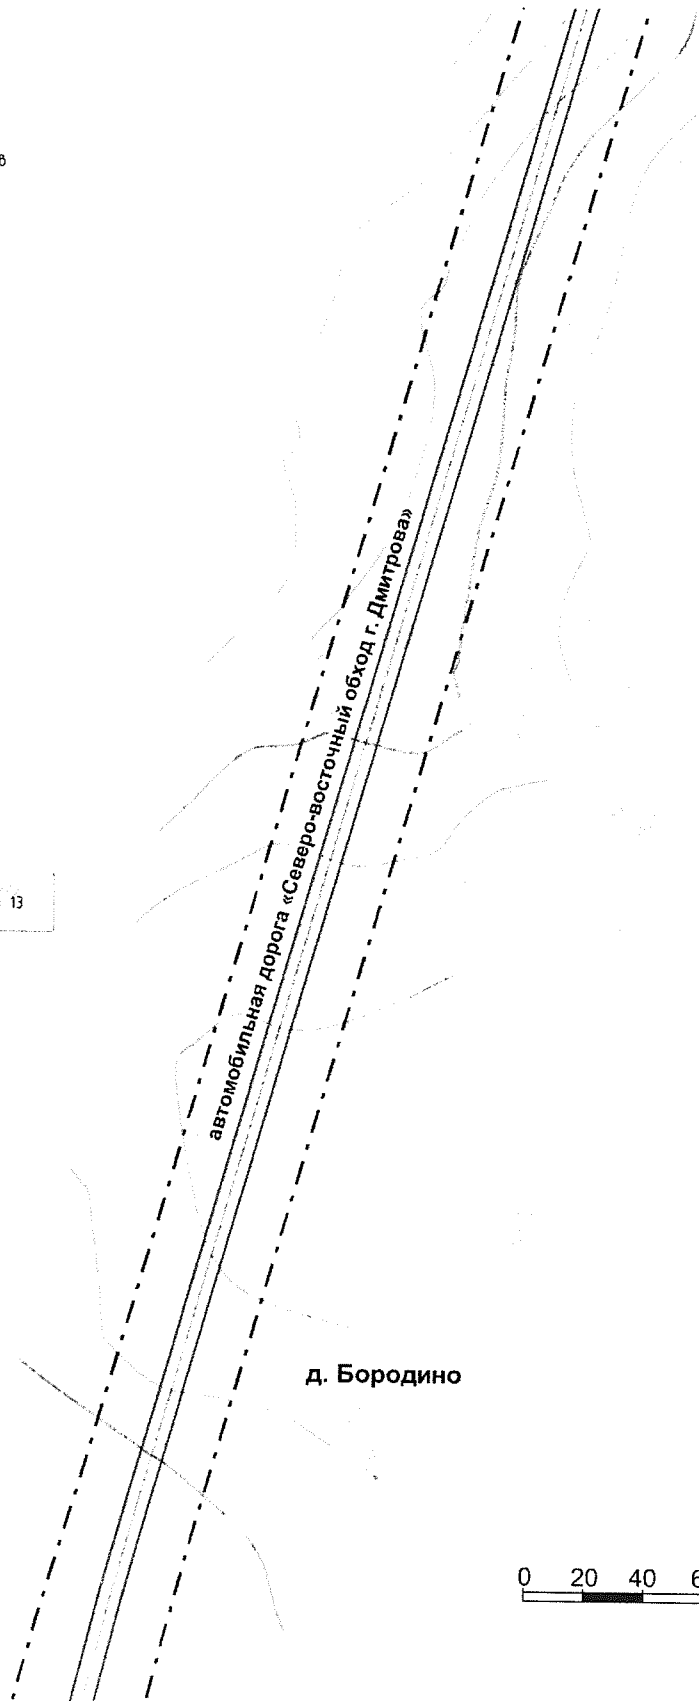 в
автомобильная дорога «Северо-восточный обход г. Дмитрова»
13
д. Бородино
0 20 40